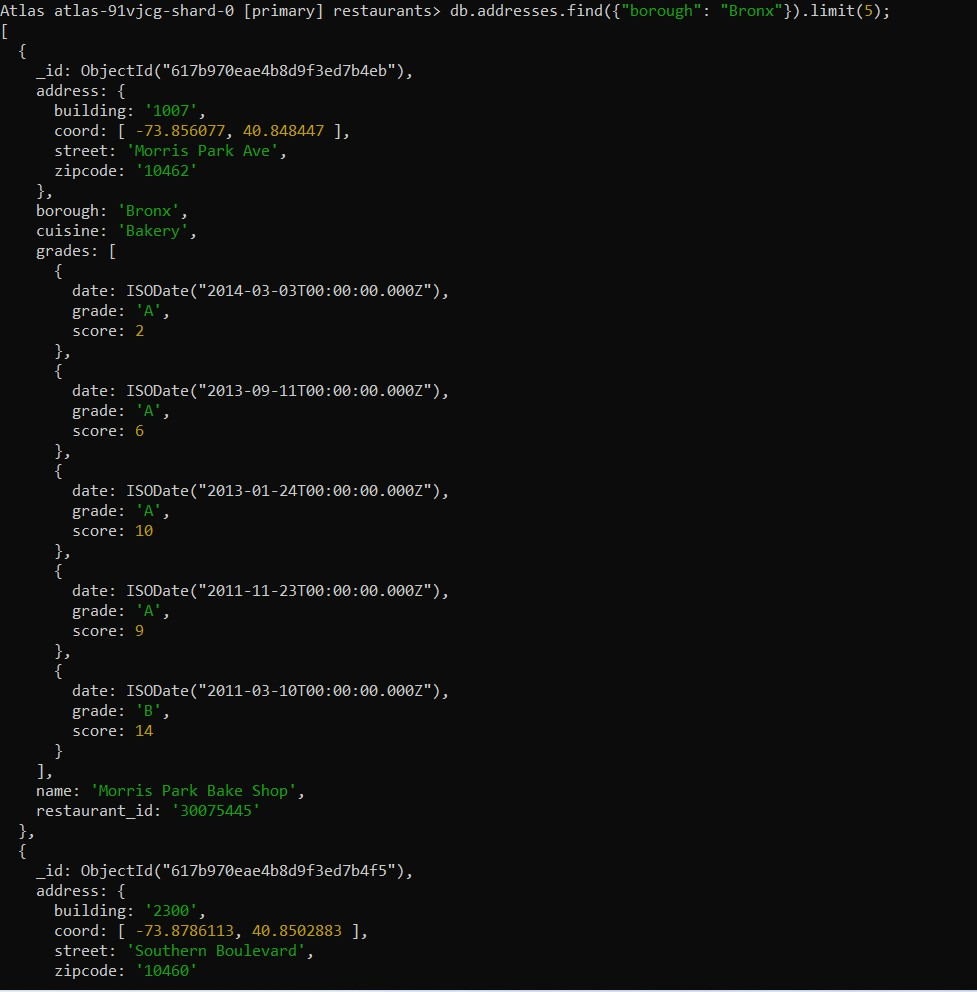 Atlas atlas-91vjcg-shard-0 [primary] restaurants> db.addresses.find({"borough": "Bronx"}).limit(5);
[
  {
    _id: ObjectId("617b970eae4b8d9f3ed7b4eb"),
    address: {
      building: '1007',
      coord: [ -73.856077, 40.848447 ],
      street: 'Morris Park Ave',
      zipcode: '10462'
    },
    borough: 'Bronx',
    cuisine: 'Bakery',
    grades: [
      {
        date: ISODate("2014-03-03T00:00:00.000Z"),
        grade: 'A',
        score: 2
      },
      {
        date: ISODate("2013-09-11T00:00:00.000Z"),
        grade: 'A',
        score: 6
      },
      {
        date: ISODate("2013-01-24T00:00:00.000Z"),
        grade: 'A',
        score: 10
      },
      {
        date: ISODate("2011-11-23T00:00:00.000Z"),
        grade: 'A',
        score: 9
      },
      {
        date: ISODate("2011-03-10T00:00:00.000Z"),
        grade: 'B',
        score: 14
      }
    ],
    name: 'Morris Park Bake Shop',
    restaurant_id: '30075445'
  },
  {
    _id: ObjectId("617b970eae4b8d9f3ed7b4f5"),
    address: {
      building: '2300',
      coord: [ -73.8786113, 40.8502883 ],
      street: 'Southern Boulevard',
      zipcode: '10460'